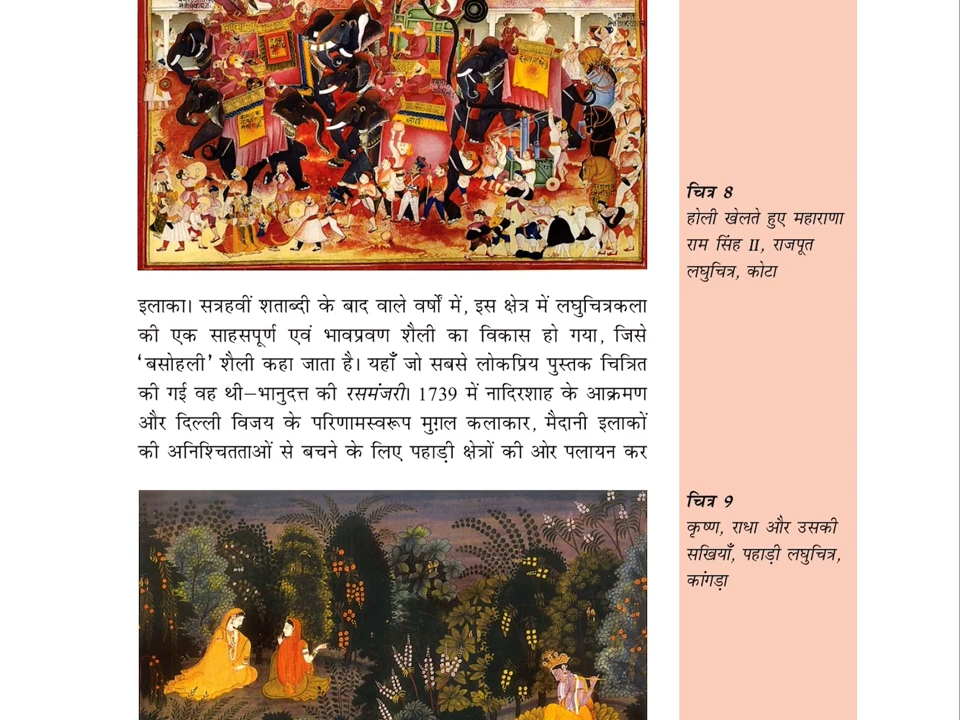 चित्र 8
होली खेलते हुए महाराणा
राम सिंह II, राजपूत
लघुचित्र, कोटा
इलाका। सत्रहवीं शताब्दी के बाद वाले वर्षों में, इस क्षेत्र में लघुचित्रकला
की एक साहसपूर्ण एवं भावप्रवण शैली का विकास हो गया, जिसे
‘बसोहली’ शैली कहा जाता है। यहाँ जो सबसे लोकप्रिय पुस्तक चित्रित
की गई वह थी–भानुदत्त की रसमंजरी। 1739 में नादिरशाह के आक्रमण
और दिल्ली विजय के परिणामस्वरूप मुग़ल कलाकार, मैदानी इलाकों
की अनिश्चितताओं से बचने के लिए पहाड़ी क्षेत्रों की ओर पलायन कर
चित्र 9
कृष्ण, राधा और उसकी
सखियाँ, पहाड़ी लघुचित्र,
कांगड़ा